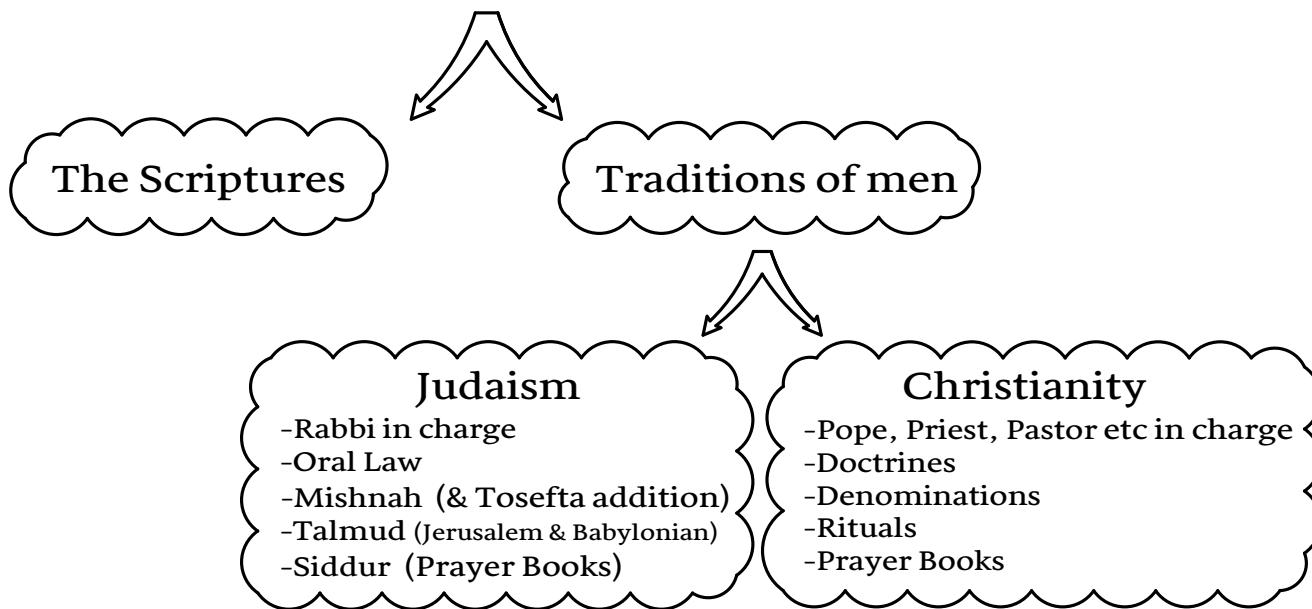 The Scriptures
Traditions of men
Judaism
-Rabbi in charge
-Oral Law
-Mishnah (& Tosefta addition)
-Talmud (Jerusalem & Babylonian)
-Siddur (Prayer Books)
Christianity
-Pope, Priest, Pastor etc in charge
-Doctrines
-Denominations
-Rituals
-Prayer Books